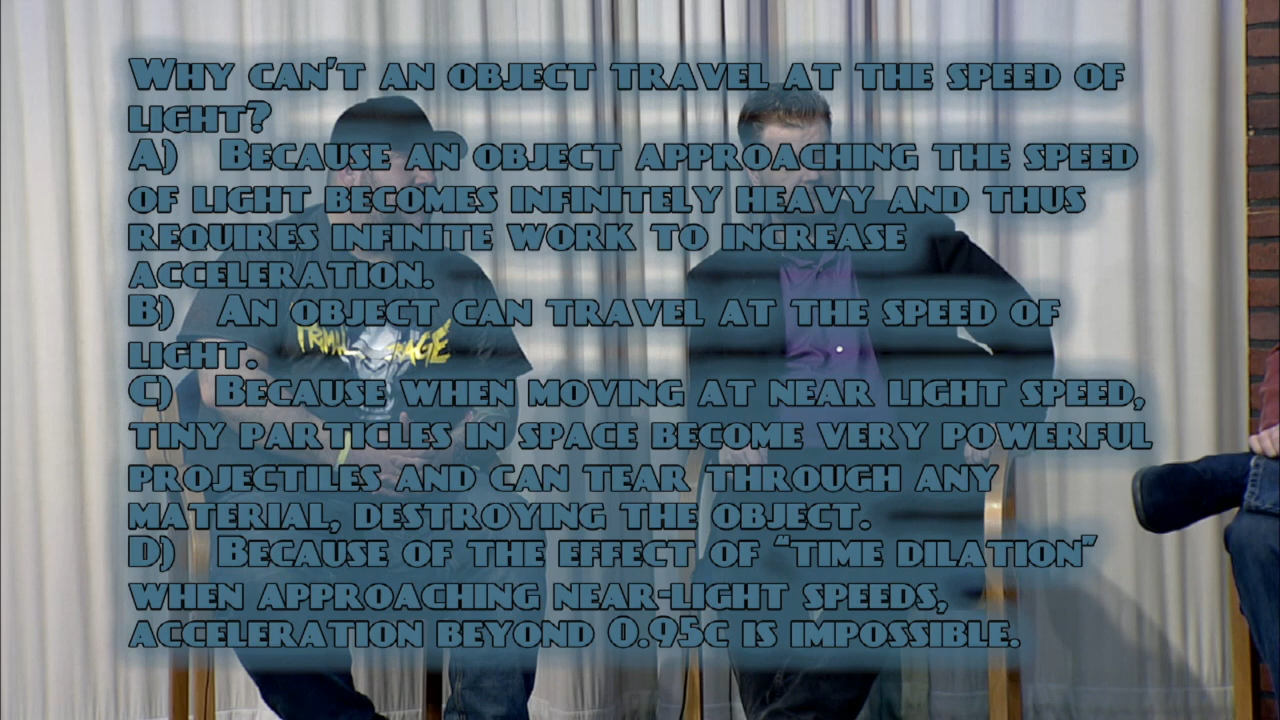 Why can't an object travel at the speed of
light?
A) Because an object approaching the speed
of light becomes infinitely heavy and thus
requires infinite work to increase
acceleration.
B) An object can travel at the speed of
light.
C) Because when moving at near light speed,
tiny particles in space become very powerful
projectiles and can tear through any
material, destroying the object.
D) Because of the effect of "time dilation"
when approaching near-light speeds,
acceleration beyond 0.95c is impossible.
PRIMAL RAGE